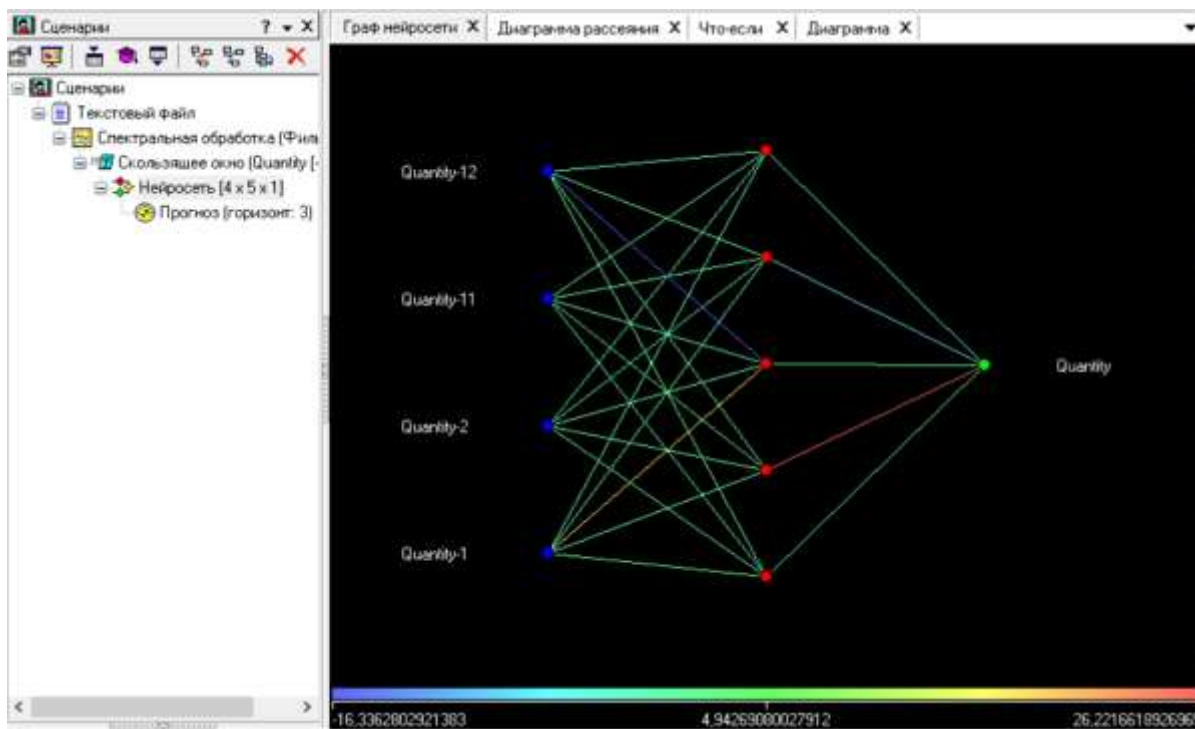 Сценарии
Сценарии
Текстовый файл
Спектральная обработка (Фил
Скользящее окно (Quantity [-
Нейросеть [4 x 5 x 1]
Прогноз (горизонт: 3)
Граф нейросети X Диаграмма рассеяния X Что-если X Диаграмма X
Quantity-12
Quantity-11
Quantity-2
Quantity-1
Quantity
-16,3362802921383 4,94269080027912 26,2216618926965